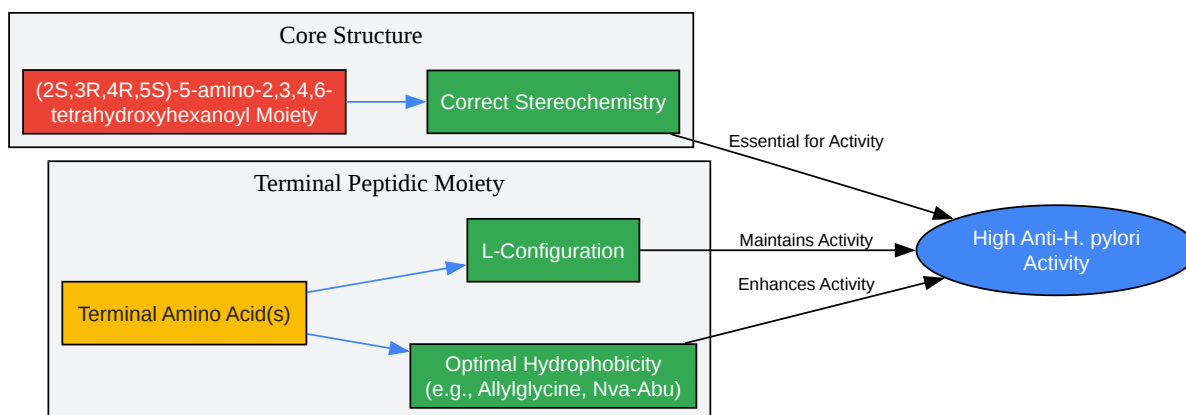 Core Structure
(2S,3R,4R,5S)-5-amino-2,3,4,6-
tetrahydroxyhexanoyl Moiety
Correct Stereochemistry
Essential for Activity
Terminal Peptidic Moiety
L-Configuration
Maintains Activity
High Anti-H. pylori
Activity
Enhances Activity
Terminal Amino Acid(s)
Optimal Hydrophobicity
(e.g., Allylglycine, Nva-Abu)